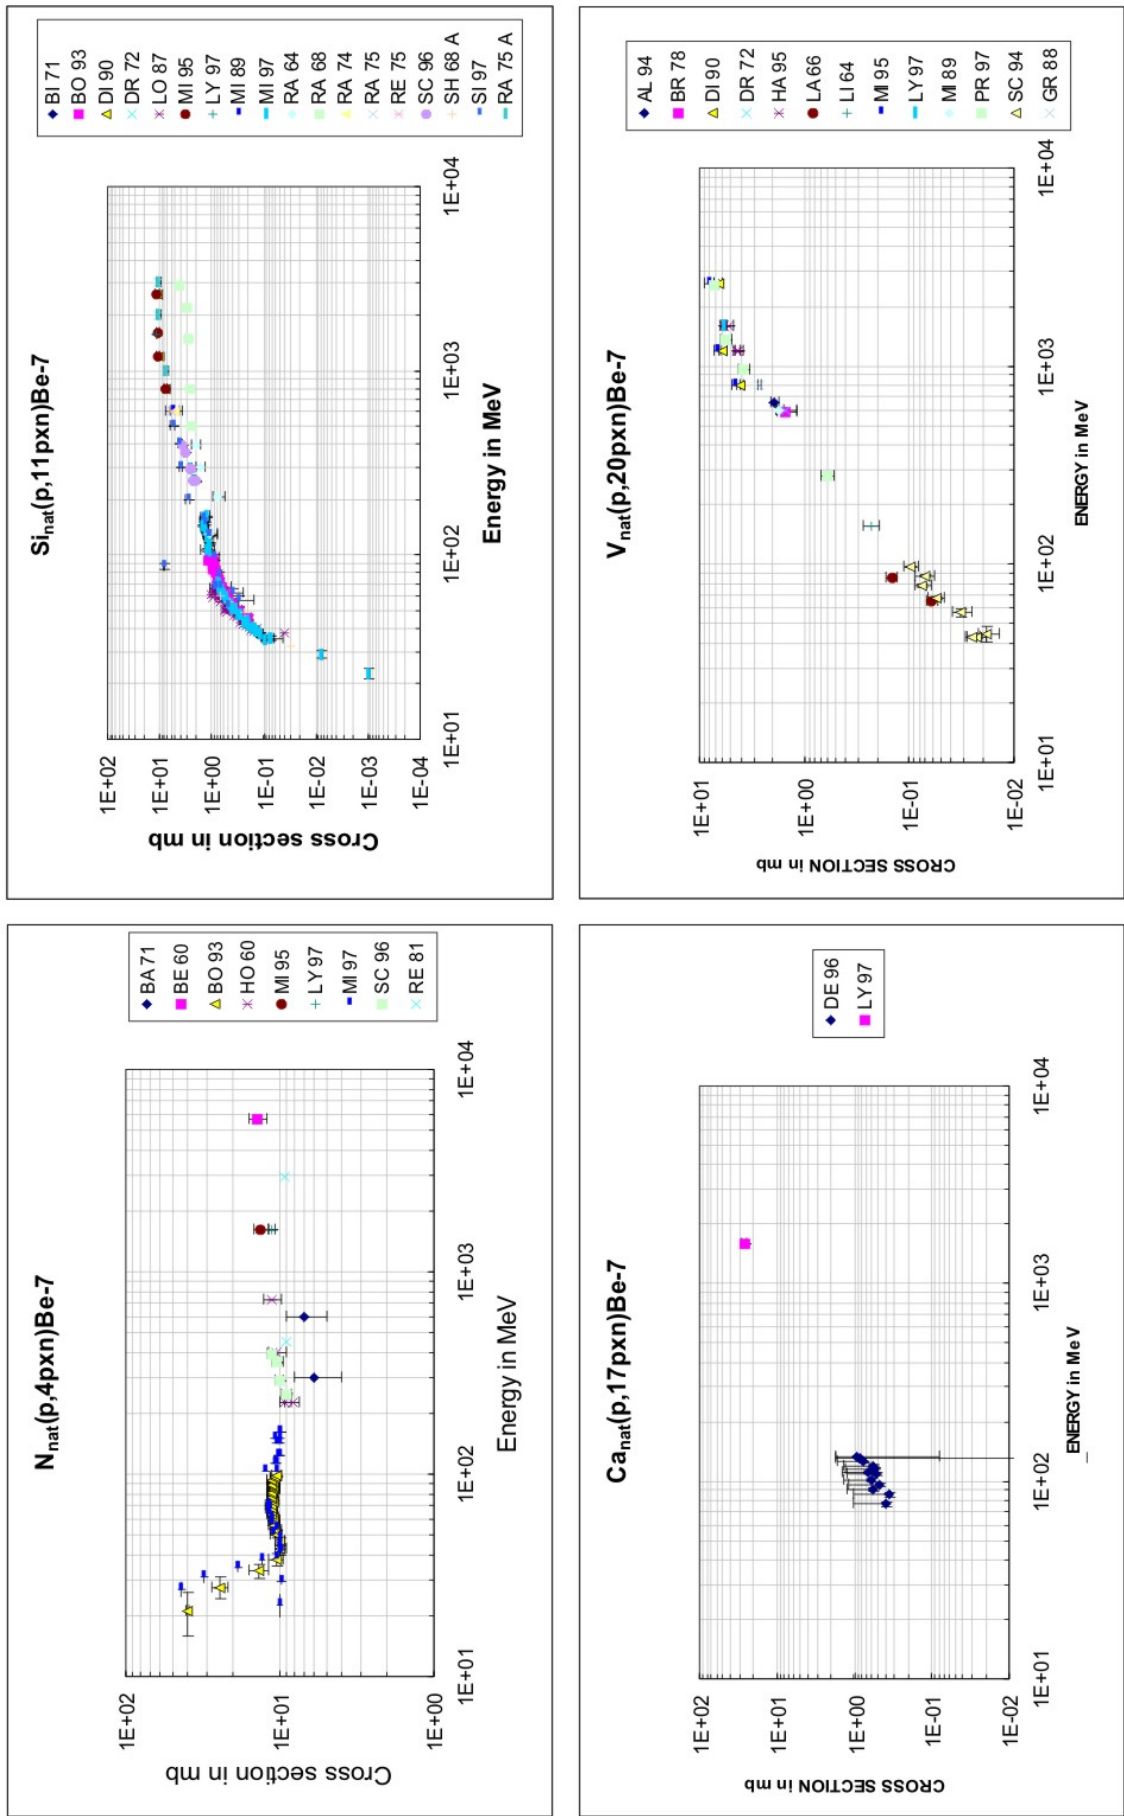 N_nat(p,4pxn)Be-7
Cross section in mb
1E+02
1E+01
1E+00
1E+01
1E+02
1E+03
1E+04
Energy in MeV
BA 71
BE 60
BO 93
HO 60
MI 95
LY 97
MI 97
SC 96
RE 81
Si_nat(p,11pxn)Be-7
Cross section in mb
1E+02
1E+01
1E+00
1E-01
1E-02
1E-03
1E-04
1E+01
1E+02
1E+03
1E+04
Energy in MeV
BI 71
BO 93
DI 90
DR 72
LO 87
MI 95
LY 97
MI 89
MI 97
RA 64
RA 68
RA 74
RA 75
RE 75
SC 96
SH 68 A
SI 97
RA 75 A
Ca_nat(p,17pxn)Be-7
CROSS SECTION in mb
1E+02
1E+01
1E+00
1E-01
1E-02
1E+01
1E+02
1E+03
1E+04
_ ENERGY in MeV
DE 96
LY 97
V_nat(p,20pxn)Be-7
CROSS SECTION in mb
1E+01
1E+00
1E-01
1E-02
1E+01
1E+02
1E+03
1E+04
ENERGY in MeV
AL 94
BR 78
DI 90
DR 72
HA 95
LA 66
LI 64
MI 95
LY 97
MI 89
PR 97
SC 94
GR 88